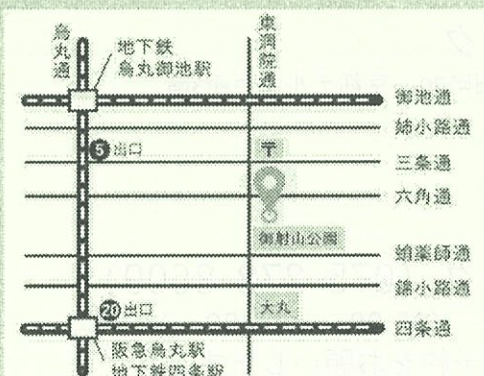 烏丸通
東洞院通
地下鉄
烏丸御池駅
御池通
姉小路通
5 出口
〒
三条通
六角通
御射山公園
蛸薬師通
錦小路通
20 出口
大丸
四条通
阪急烏丸駅
地下鉄四条駅